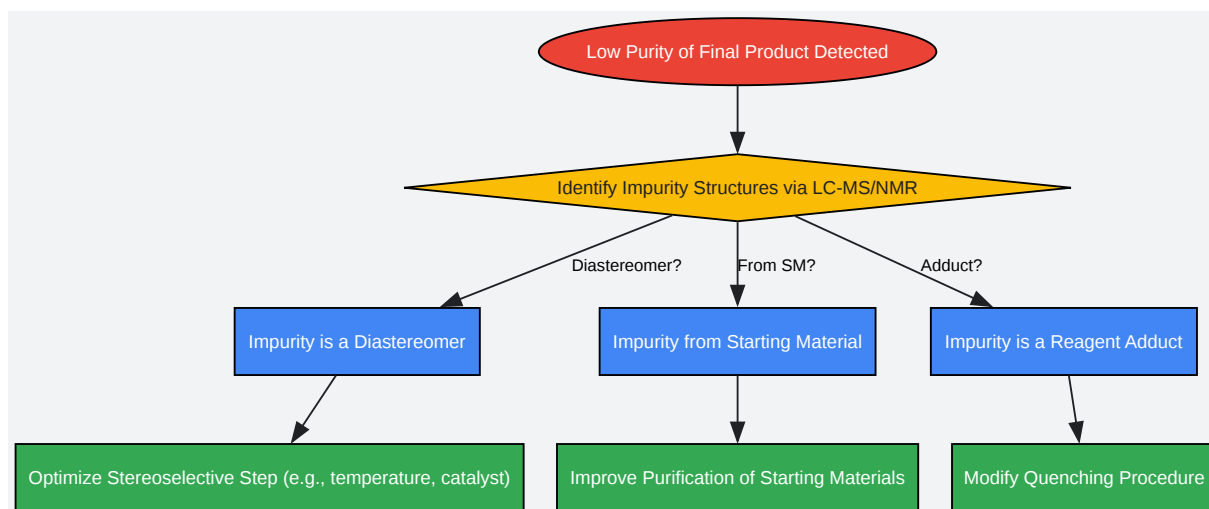 Low Purity of Final Product Detected
Identify Impurity Structures via LC-MS/NMR
Diastereomer?
From SM?
Adduct?
Impurity is a Diastereomer
Impurity from Starting Material
Impurity is a Reagent Adduct
Optimize Stereoselective Step (e.g., temperature, catalyst)
Improve Purification of Starting Materials
Modify Quenching Procedure